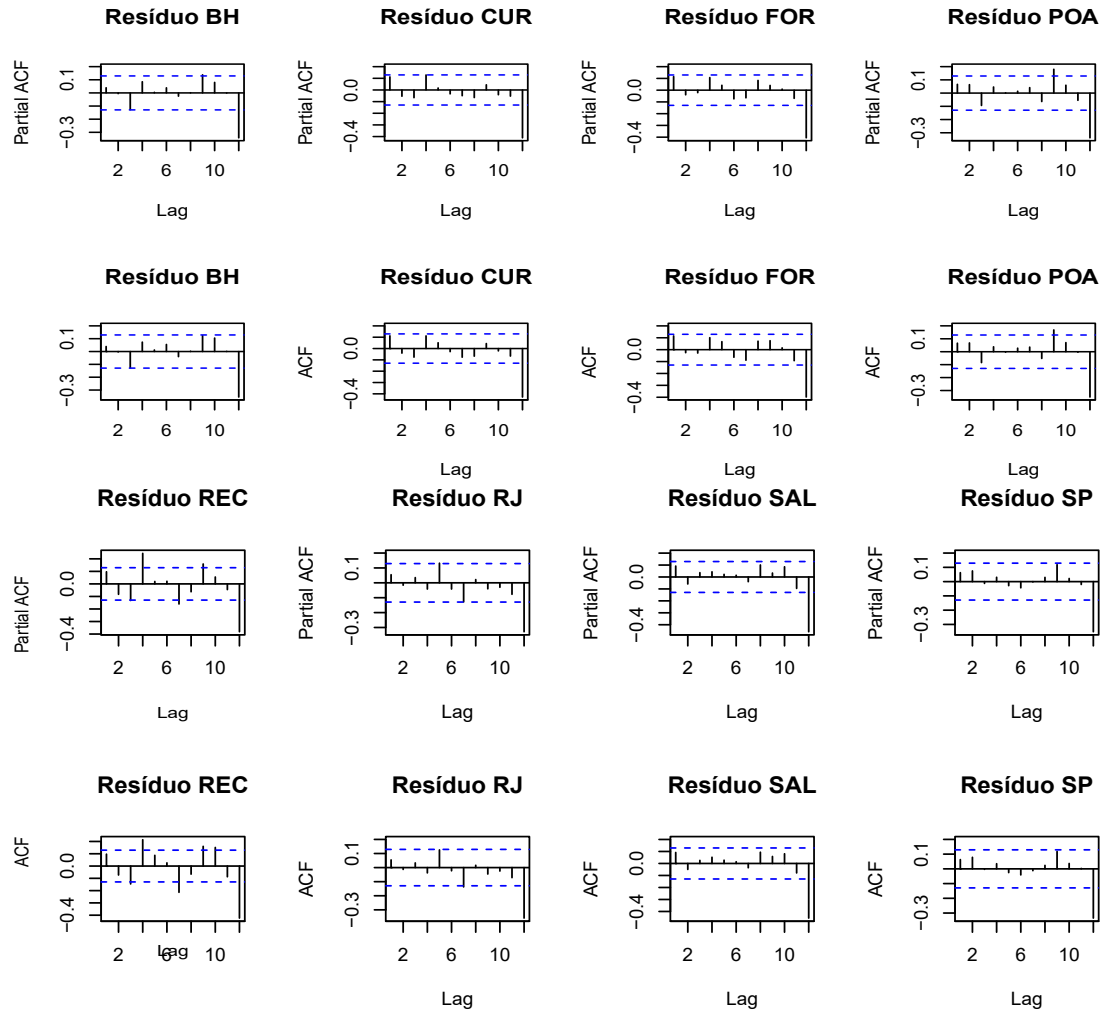 Resíduo BH Resíduo CUR Resíduo FOR Resíduo POA
Partial ACF 0.1 −0.3 Partial ACF 0.0 −0.4 Partial ACF 0.0 −0.4 Partial ACF 0.1 −0.3
2 6 10 2 6 10 2 6 10 2 6 10
Lag Lag Lag Lag
Resíduo BH Resíduo CUR Resíduo FOR Resíduo POA
0.1 −0.3 ACF 0.0 −0.4 ACF 0.0 −0.4 ACF 0.1 −0.3
2 6 10 2 6 10 2 6 10 2 6 10
Lag Lag Lag
Resíduo REC Resíduo RJ Resíduo SAL Resíduo SP
Partial ACF 0.0 −0.4 Partial ACF 0.1 −0.3 Partial ACF 0.0 −0.4 Partial ACF 0.1 −0.3
2 6 10 2 6 10 2 6 10 2 6 10
Lag Lag Lag Lag
Resíduo REC Resíduo RJ Resíduo SAL Resíduo SP
ACF 0.0 −0.4 ACF 0.1 −0.3 ACF 0.0 −0.4 ACF 0.1 −0.3
2 6 10 2 6 10 2 6 10 2 6 10
Lag Lag Lag Lag